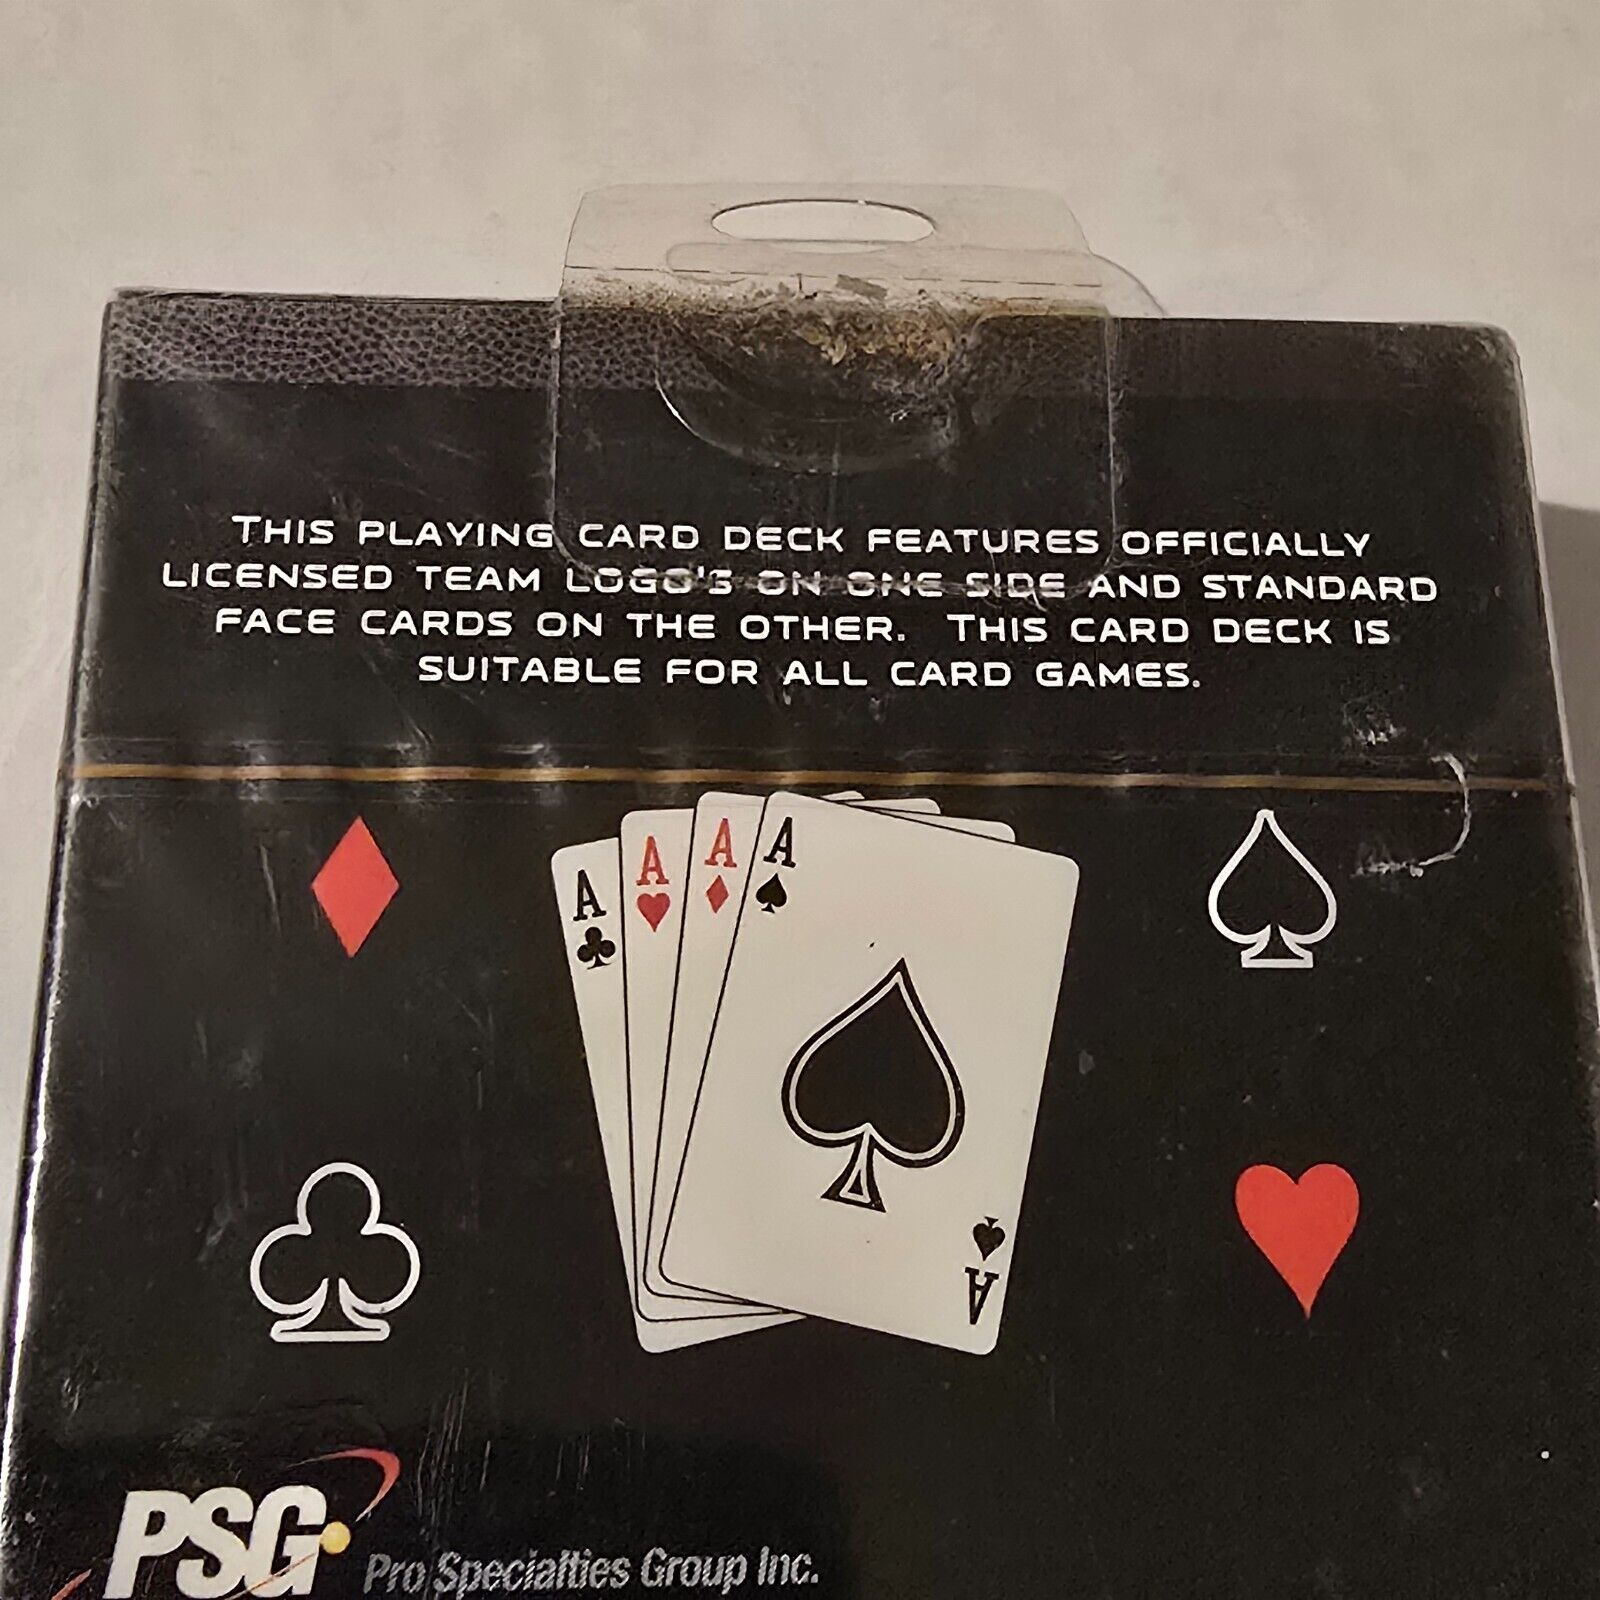 THIS PLAYING CARD DECK FEATURES OFFICIALLY
LICENSED TEAM LOGO'S ON ONE SIDE AND STANDARD
FACE CARDS ON THE OTHER. THIS CARD DECK IS
SUITABLE FOR ALL CARD GAMES.
A
A
A
A
A
PSG
Pro Specialties Group Inc.